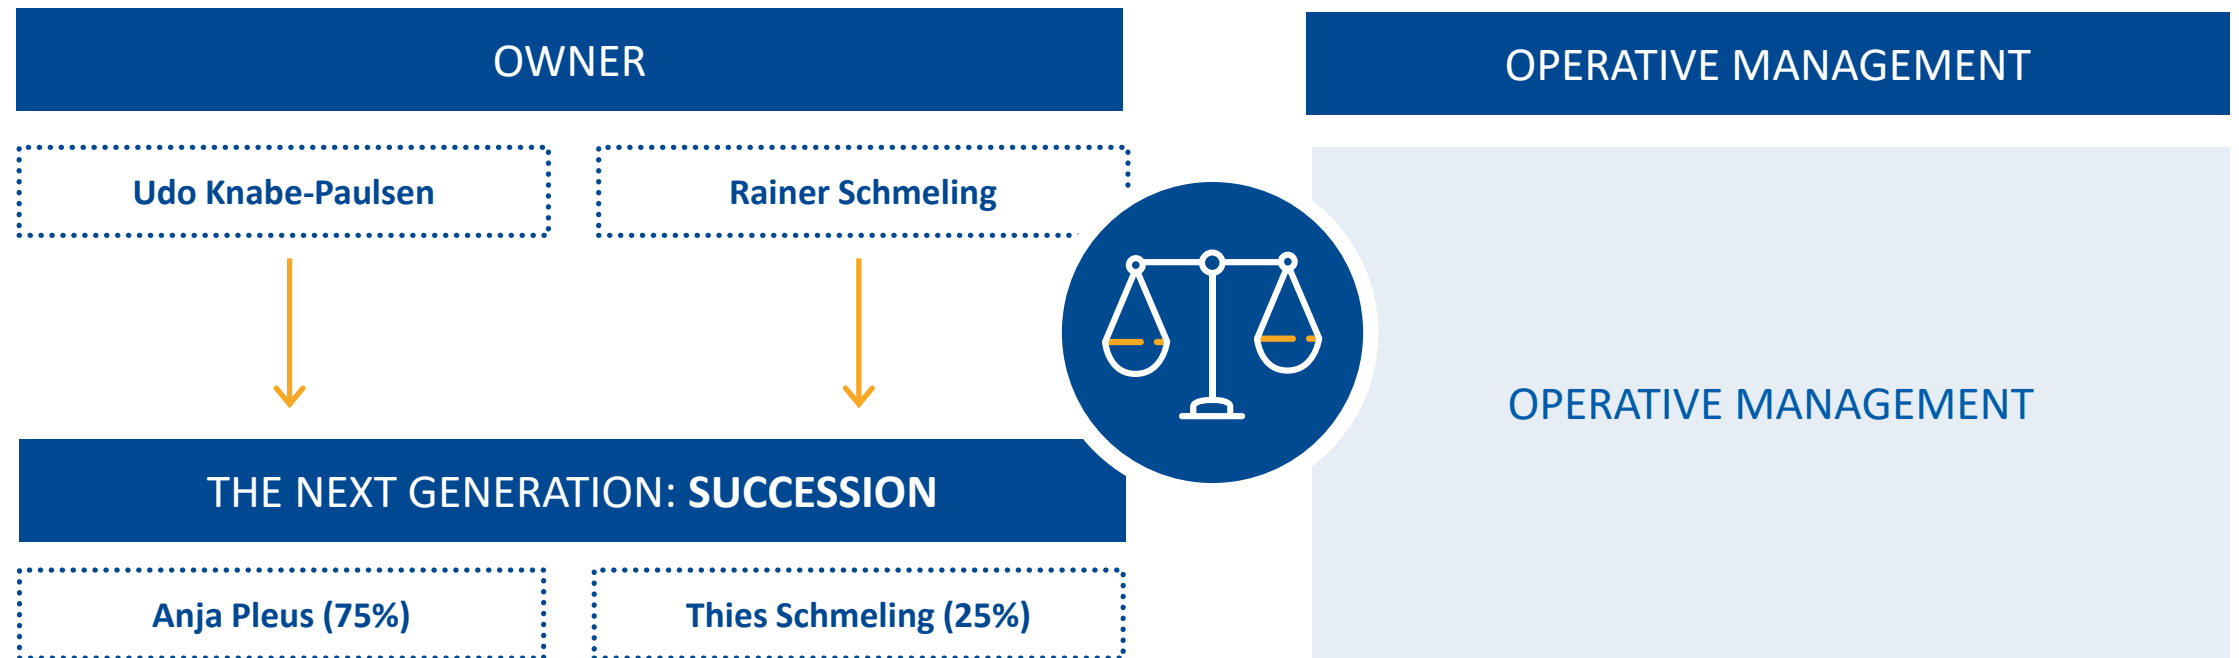 OWNER
Udo Knabe-Paulsen
Rainer Schmeling
THE NEXT GENERATION: SUCCESSION
Anja Pleus (75%)
Thies Schmeling (25%)
OPERATIVE MANAGEMENT
OPERATIVE MANAGEMENT